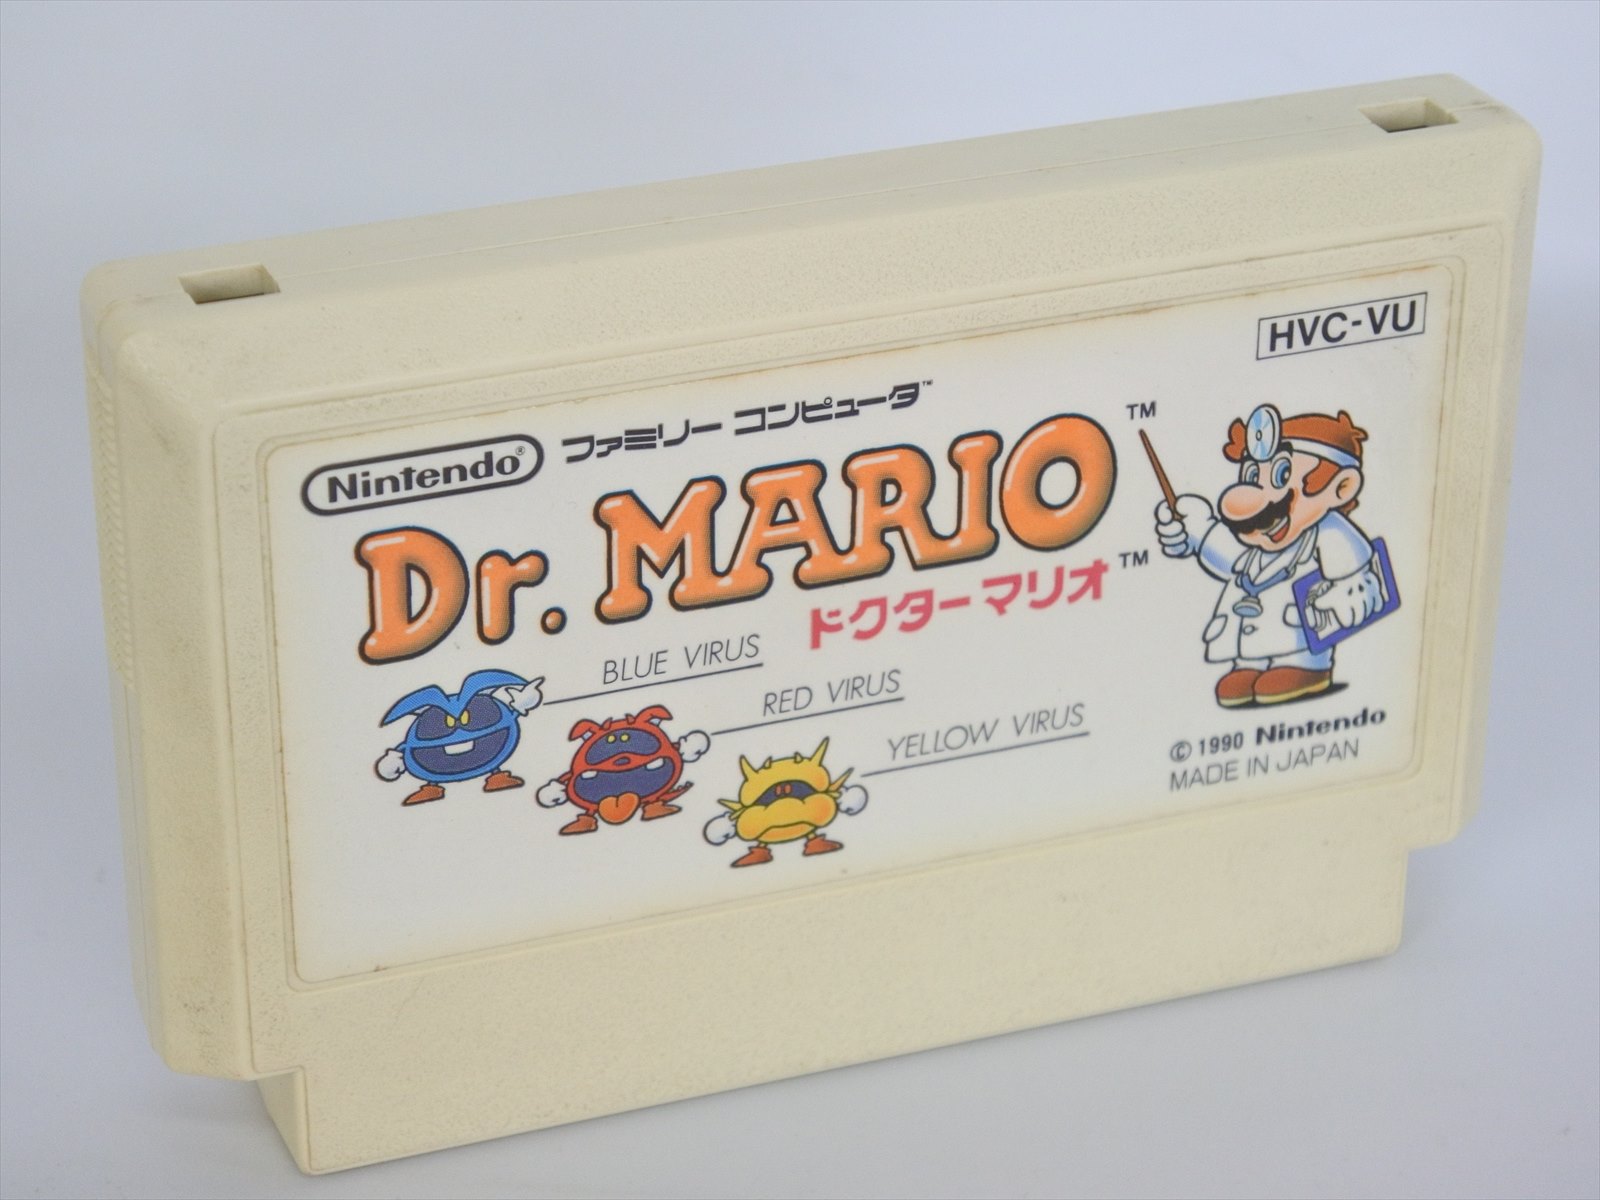 HVC-VU
Nintendo® ファミリー コンピュータ™
Dr. MARIO™
ドクターマリオ™
BLUE VIRUS
RED VIRUS
YELLOW VIRUS
© 1990 Nintendo
MADE IN JAPAN